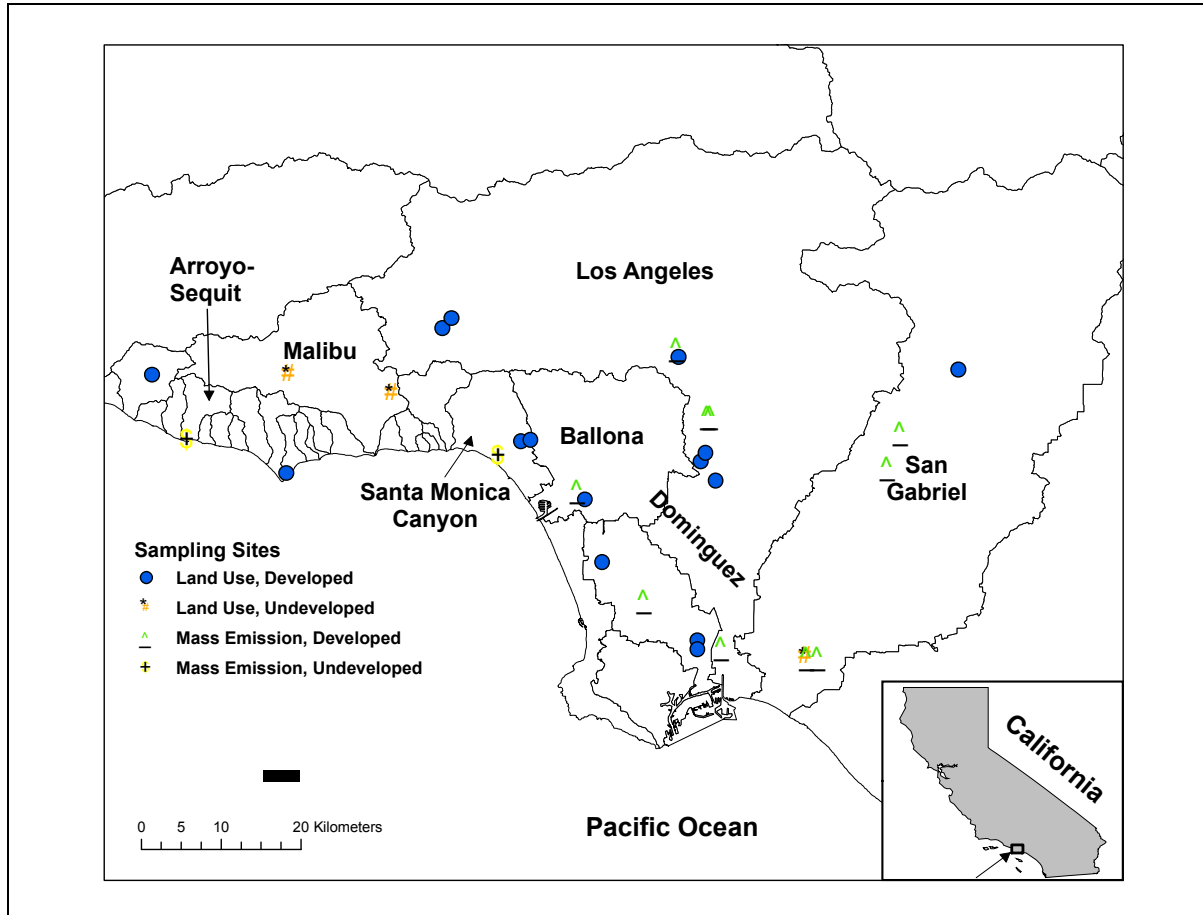 Los Angeles
Arroyo-
Sequit
Malibu
Ballona
San
Gabriel
Santa Monica
Canyon
Dominguez
Sampling Sites
Land Use, Developed
Land Use, Undeveloped
Mass Emission, Developed
Mass Emission, Undeveloped
California
0 5 10 20 Kilometers
Pacific Ocean